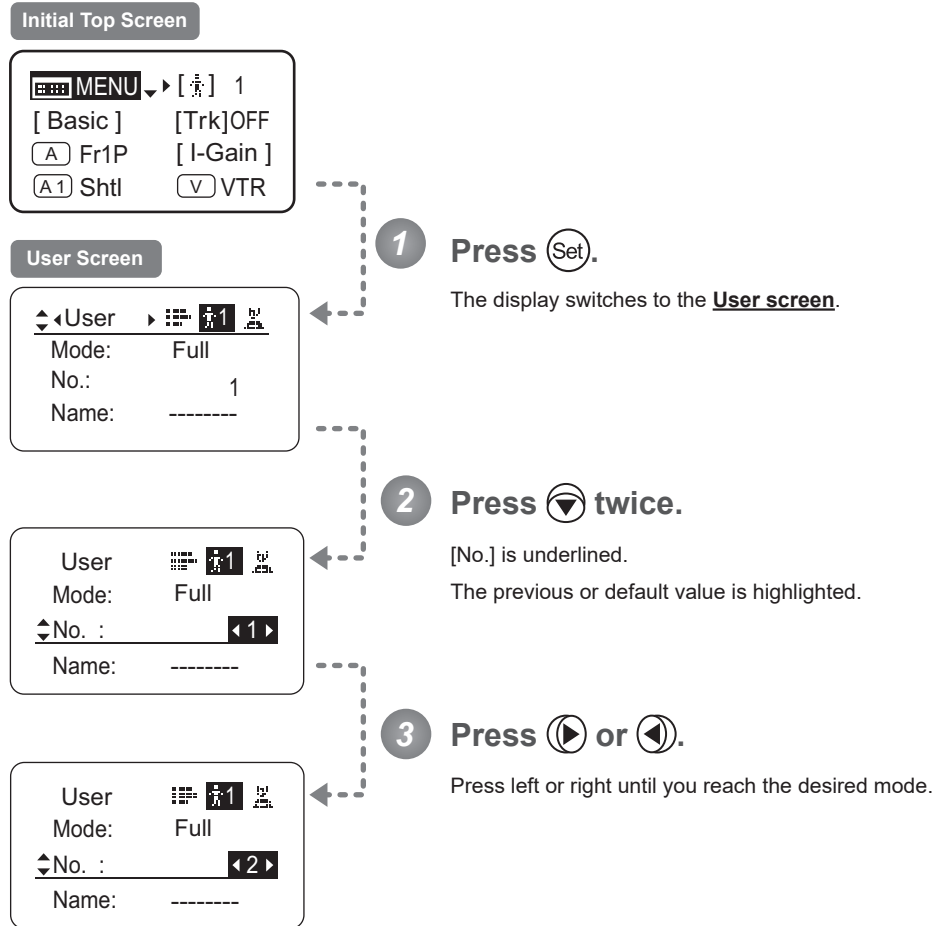 Initial Top Screen
MENU [ ] 1
[ Basic ] [Trk]OFF
A Fr1P [ I-Gain ]
A1 Shtl V VTR
1 Press Set.
The display switches to the User screen.
User Screen
User 1
Mode: Full
No.: 1
Name: --------
2 Press twice.
[No.] is underlined.
The previous or default value is highlighted.
User 1
Mode: Full
No. : 1
Name: --------
3 Press or .
Press left or right until you reach the desired mode.
User 1
Mode: Full
No. : 2
Name: --------